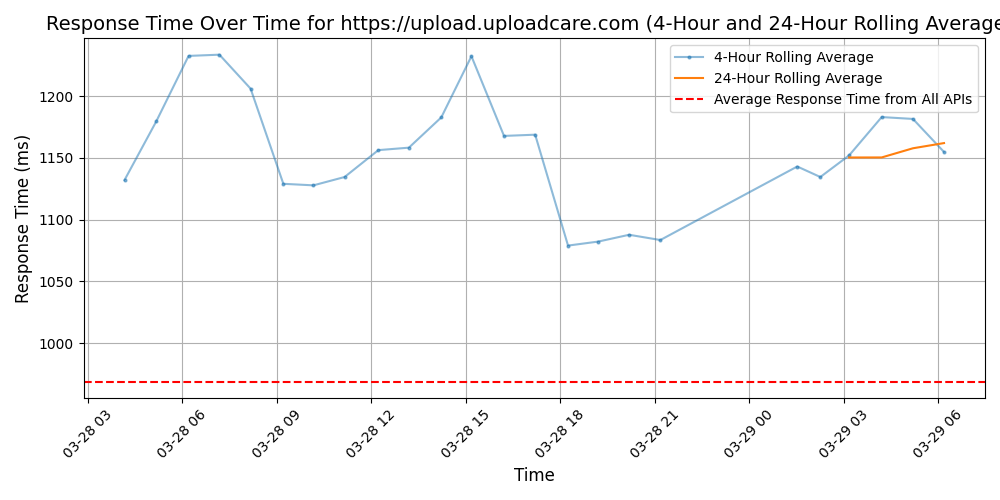 Response Time Over Time for https://upload.uploadcare.com (4-Hour and 24-Hour Rolling Average
4-Hour Rolling Average
24-Hour Rolling Average
Average Response Time from All APIs
Response Time (ms)
1200
1150
1100
1050
1000
03-28 03
03-28 06
03-28 09
03-28 12
03-28 15
03-28 18
03-28 21
03-29 00
03-29 03
03-29 06
Time